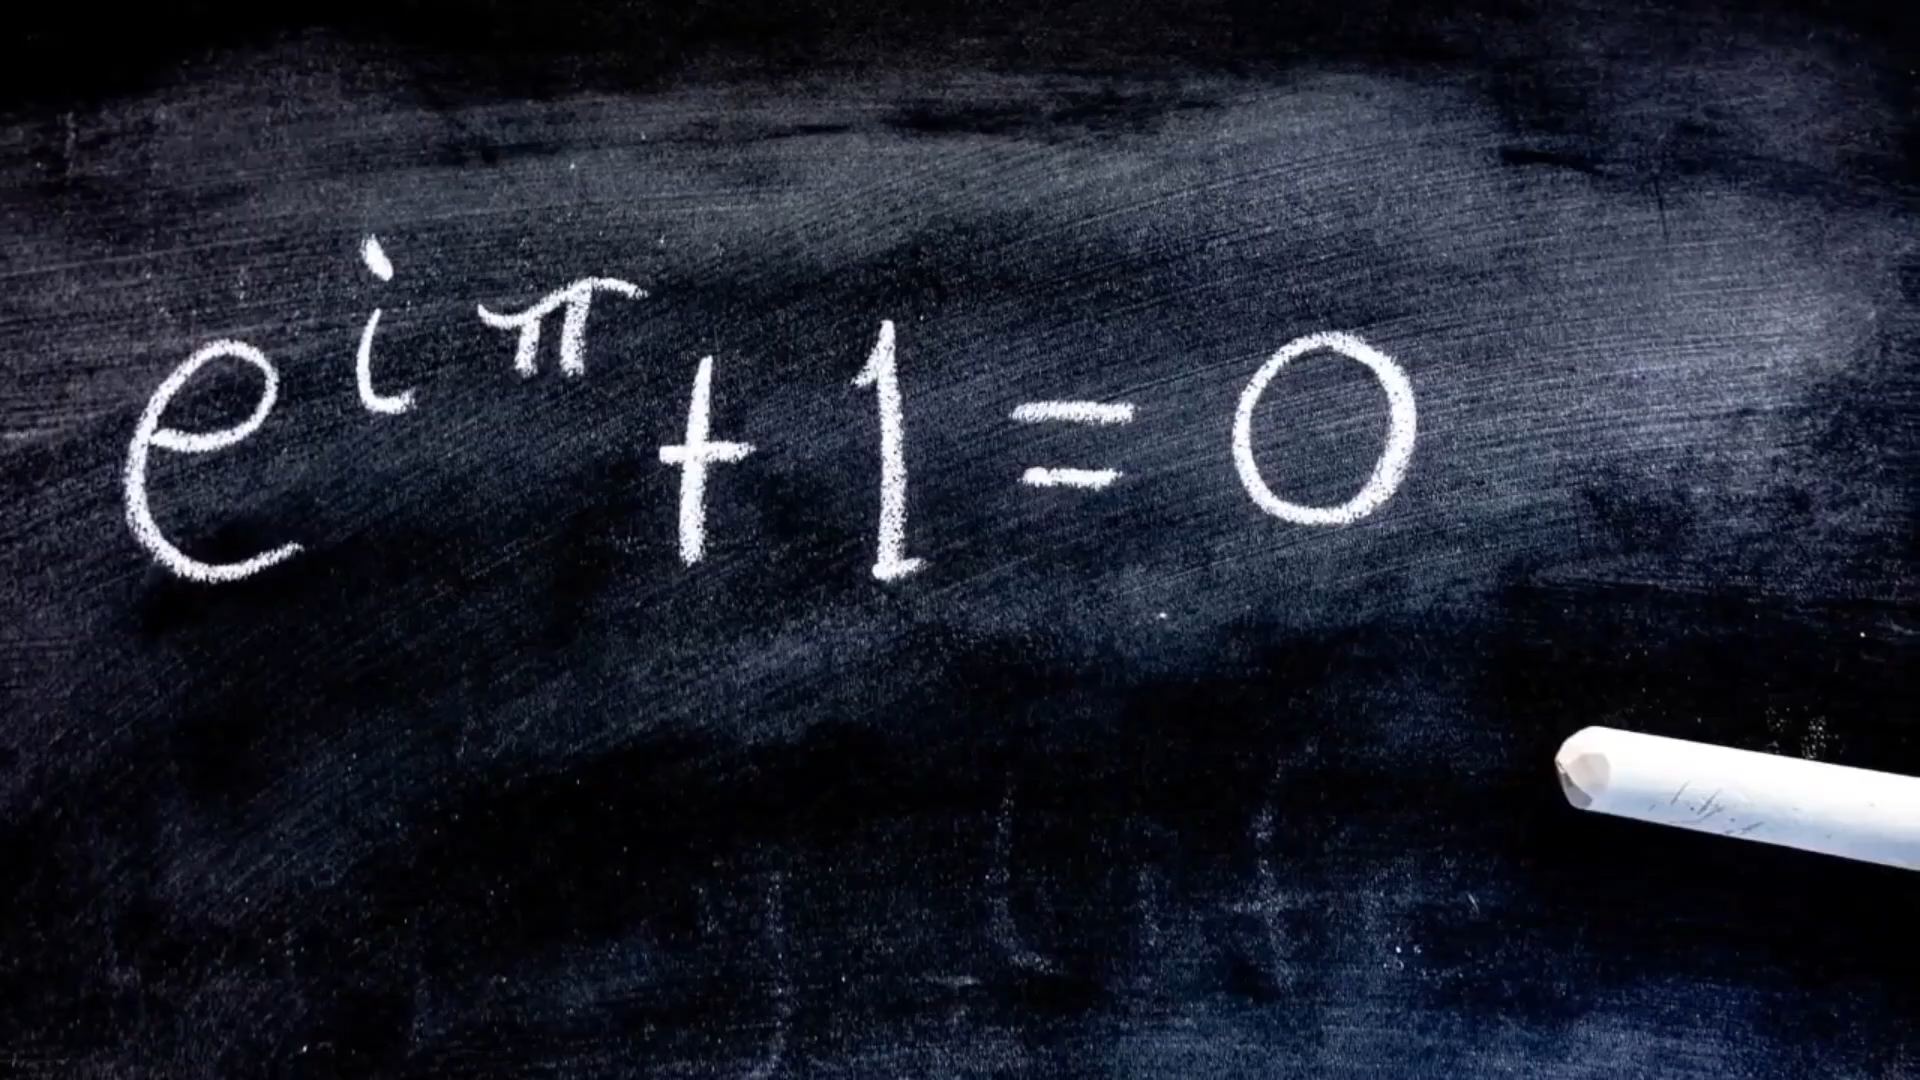 e^{iπ} + 1 = 0